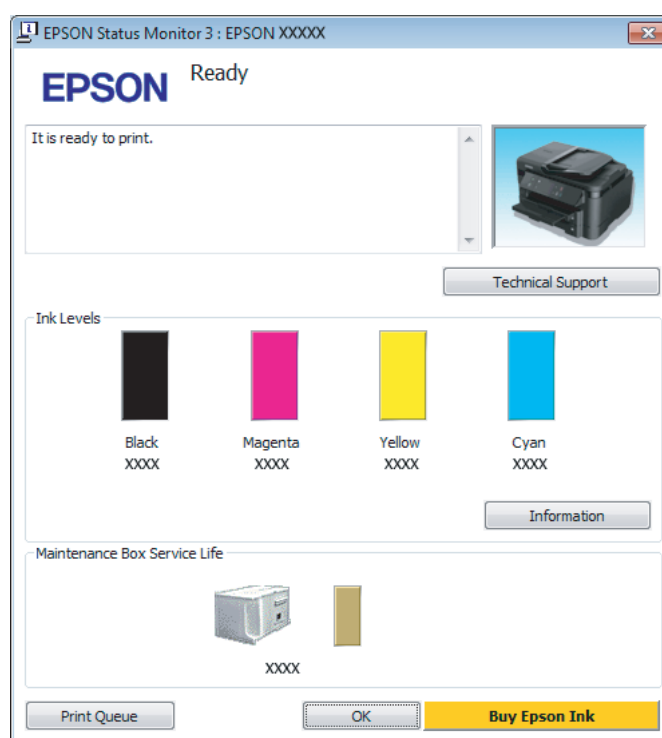 EPSON Status Monitor 3 : EPSON XXXXX
EPSON
Ready
It is ready to print.
Technical Support
Ink Levels
Black Magenta Yellow Cyan
XXXX XXXX XXXX XXXX
Information
Maintenance Box Service Life
XXXX
Print Queue OK Buy Epson Ink